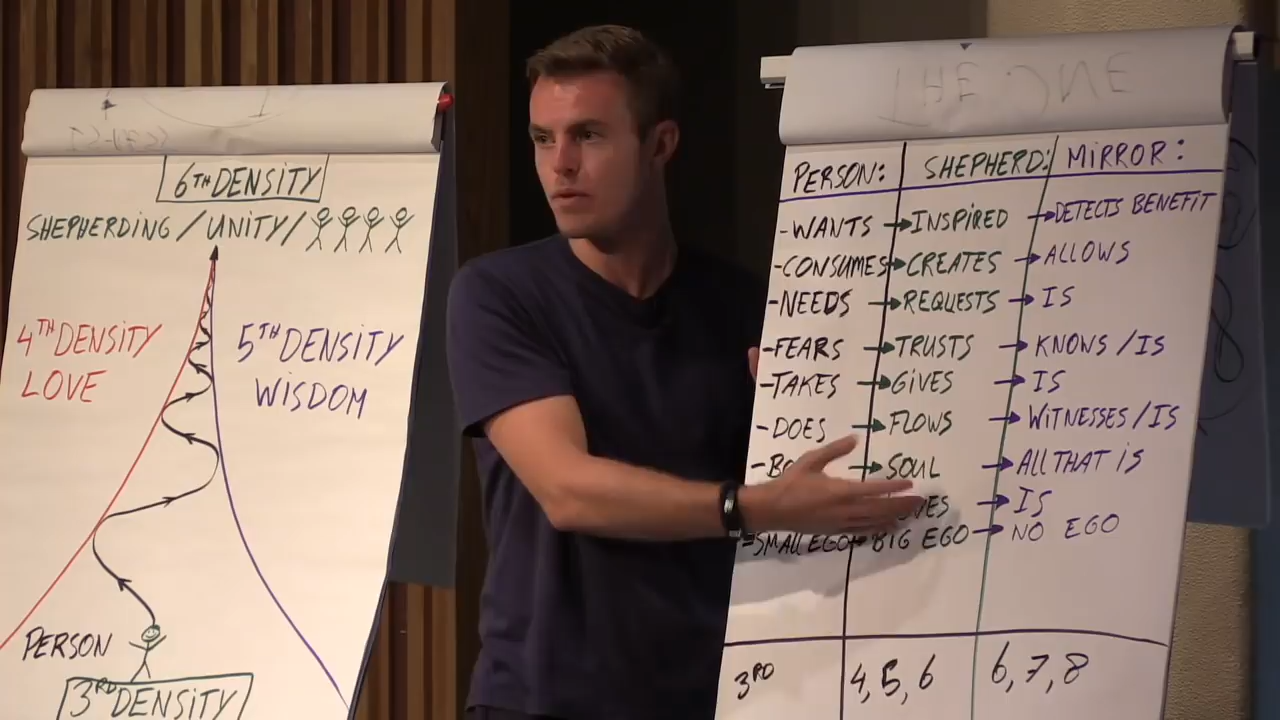 6TH DENSITY
SHEPHERDING / UNITY /
4TH DENSITY
LOVE
5TH DENSITY
WISDOM
PERSON
3RD DENSITY
THE ONE
PERSON: SHEPHERD: MIRROR:
-WANTS → INSPIRED → DETECTS BENEFIT
-CONSUMES → CREATES → ALLOWS
-NEEDS → REQUESTS → IS
-FEARS → TRUSTS → KNOWS / IS
-TAKES → GIVES → IS
-DOES → FLOWS → WITNESSES / IS
→ SOUL → ALL THAT IS
→ IS
-SMALL EGO → BIG EGO → NO EGO
3RD 4, 5, 6 6, 7, 8